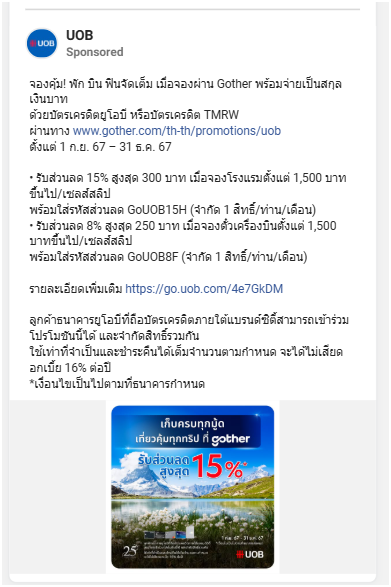 UOB
UOB
Sponsored
จองคุ้ม! พัก บิน ฟินจัดเต็ม เมื่อจองผ่าน Gother พร้อมจ่ายเป็นสกุล
เงินบาท
ด้วยบัตรเครดิตยูโอบี หรือบัตรเครดิต TMRW
ผ่านทาง www.gother.com/th-th/promotions/uob
ตั้งแต่ 1 ก.ย. 67 – 31 ธ.ค. 67
• รับส่วนลด 15% สูงสุด 300 บาท เมื่อจองโรงแรมตั้งแต่ 1,500 บาท
ขึ้นไป/เซลส์สลิป
พร้อมใส่รหัสส่วนลด GoUOB15H (จำกัด 1 สิทธิ์/ท่าน/เดือน)
• รับส่วนลด 8% สูงสุด 250 บาท เมื่อจองตั๋วเครื่องบินตั้งแต่ 1,500
บาทขึ้นไป/เซลส์สลิป
พร้อมใส่รหัสส่วนลด GoUOB8F (จำกัด 1 สิทธิ์/ท่าน/เดือน)
รายละเอียดเพิ่มเติม https://go.uob.com/4e7GkDM
ลูกค้าธนาคารยูโอบีที่ถือบัตรเครดิตภายใต้แบรนด์ซิตี้สามารถเข้าร่วม
โปรโมชันนี้ได้ และจำกัดสิทธิ์รวมกัน
ใช้เท่าที่จำเป็นและชำระคืนได้เต็มจำนวนตามกำหนด จะได้ไม่เสียด
อกเบี้ย 16% ต่อปี
*เงื่อนไขเป็นไปตามที่ธนาคารกำหนด
เก็บครบทุกมู้ด
เที่ยวคุ้มทุกทริป ที่ gother
รับส่วนลด
สูงสุด 15%*
1 ก.ย. 67 - 31 ธ.ค. 67
25
UOB